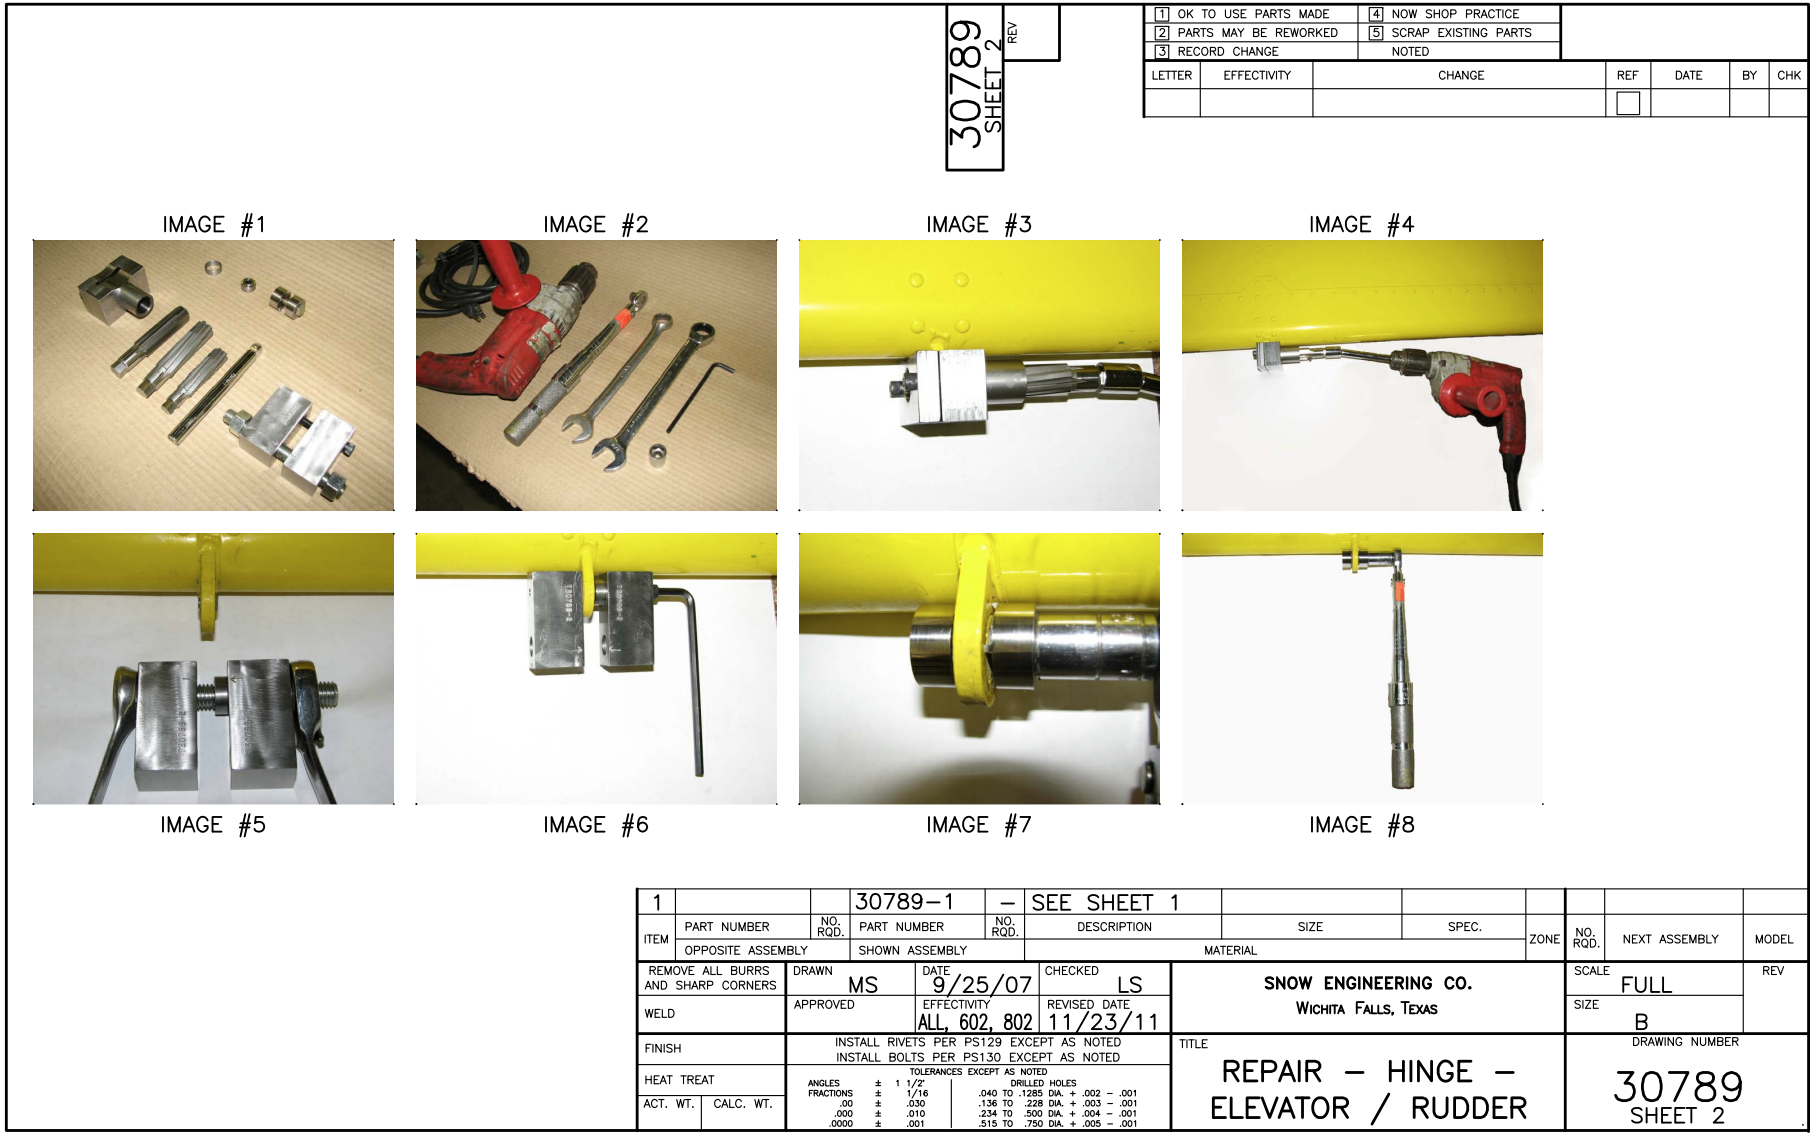 30789
SHEET 2
REV
1 OK TO USE PARTS MADE
4 NOW SHOP PRACTICE
2 PARTS MAY BE REWORKED
5 SCRAP EXISTING PARTS
3 RECORD CHANGE
NOTED
LETTER EFFECTIVITY CHANGE REF DATE BY CHK
IMAGE #1
IMAGE #2
IMAGE #3
IMAGE #4
T30789-2
T30789-2
IMAGE #5
IMAGE #6
IMAGE #7
IMAGE #8
1 30789-1 - SEE SHEET 1
ITEM PART NUMBER NO. RQD. PART NUMBER NO. RQD. DESCRIPTION SIZE SPEC. ZONE NO. RQD. NEXT ASSEMBLY MODEL
OPPOSITE ASSEMBLY SHOWN ASSEMBLY MATERIAL
REMOVE ALL BURRS
AND SHARP CORNERS
DRAWN MS
DATE 9/25/07
CHECKED LS
WELD
APPROVED
EFFECTIVITY
ALL, 602, 802
REVISED DATE
11/23/11
SNOW ENGINEERING CO.
WICHITA FALLS, TEXAS
SCALE
FULL
REV
SIZE
B
FINISH
HEAT TREAT
ACT. WT. CALC. WT.
INSTALL RIVETS PER PS129 EXCEPT AS NOTED
INSTALL BOLTS PER PS130 EXCEPT AS NOTED
TOLERANCES EXCEPT AS NOTED
ANGLES ± 1 1/2° DRILLED HOLES
FRACTIONS ± 1/16 .040 TO .1285 DIA. + .002 - .001
.00 ± .030 .136 TO .228 DIA. + .003 - .001
.000 ± .010 .234 TO .500 DIA. + .004 - .001
.0000 ± .001 .515 TO .750 DIA. + .005 - .001
TITLE
REPAIR - HINGE -
ELEVATOR / RUDDER
DRAWING NUMBER
30789
SHEET 2